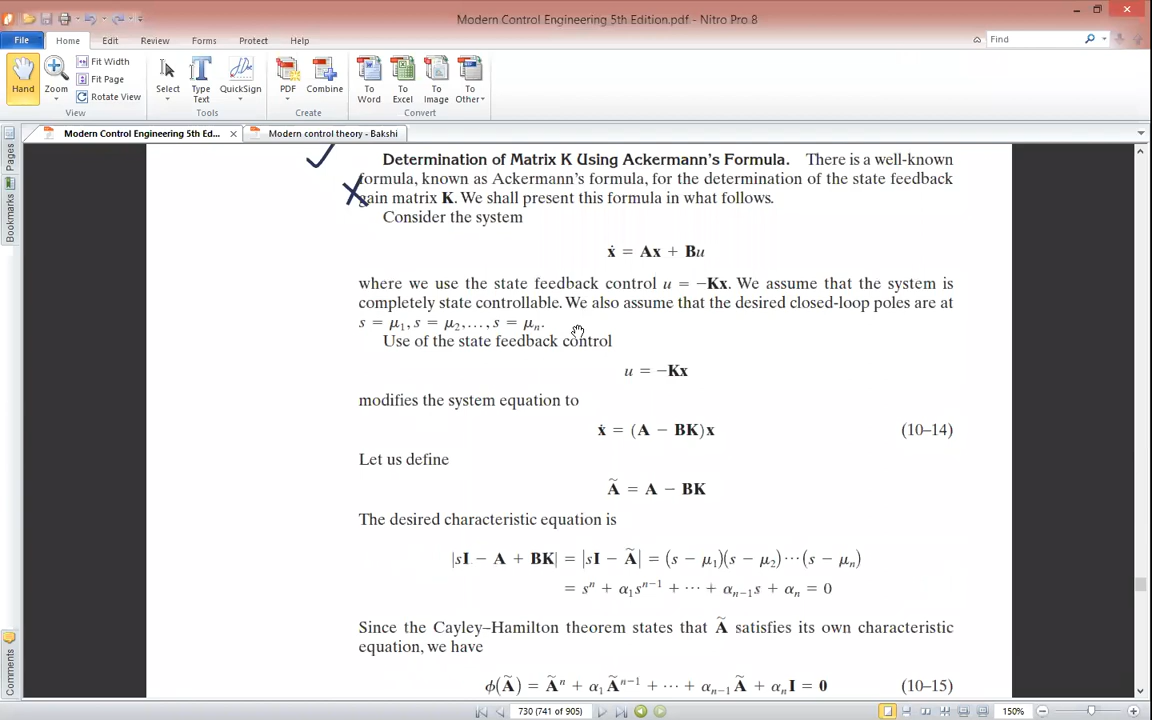 Modern Control Engineering 5th Edition.pdf - Nitro Pro 8
File Home Edit Review Forms Protect Help Find
Hand Zoom Fit Width Fit Page Rotate View Select Type Text QuickSign PDF Combine To Word To Excel To Image To Other
View Tools Create Convert
Modern Control Engineering 5th Ed... x Modern control theory - Bakshi
Pages
Bookmarks
Comments
Determination of Matrix K Using Ackermann's Formula. There is a well-known
formula, known as Ackermann's formula, for the determination of the state feedback
gain matrix K. We shall present this formula in what follows.
Consider the system
ẋ = Ax + Bu
where we use the state feedback control u = −Kx. We assume that the system is
completely state controllable. We also assume that the desired closed-loop poles are at
s = μ₁, s = μ₂, ..., s = μₙ.
Use of the state feedback control
u = −Kx
modifies the system equation to
ẋ = (A − BK)x (10–14)
Let us define
Ã = A − BK
The desired characteristic equation is
|sI − A + BK| = |sI − Ã| = (s − μ₁)(s − μ₂)⋯(s − μₙ)
= sⁿ + α₁sⁿ⁻¹ + ⋯ + αₙ₋₁s + αₙ = 0
Since the Cayley–Hamilton theorem states that Ã satisfies its own characteristic
equation, we have
ϕ(Ã) = Ãⁿ + α₁Ãⁿ⁻¹ + ⋯ + αₙ₋₁Ã + αₙI = 0 (10–15)
730 (741 of 905) 150%